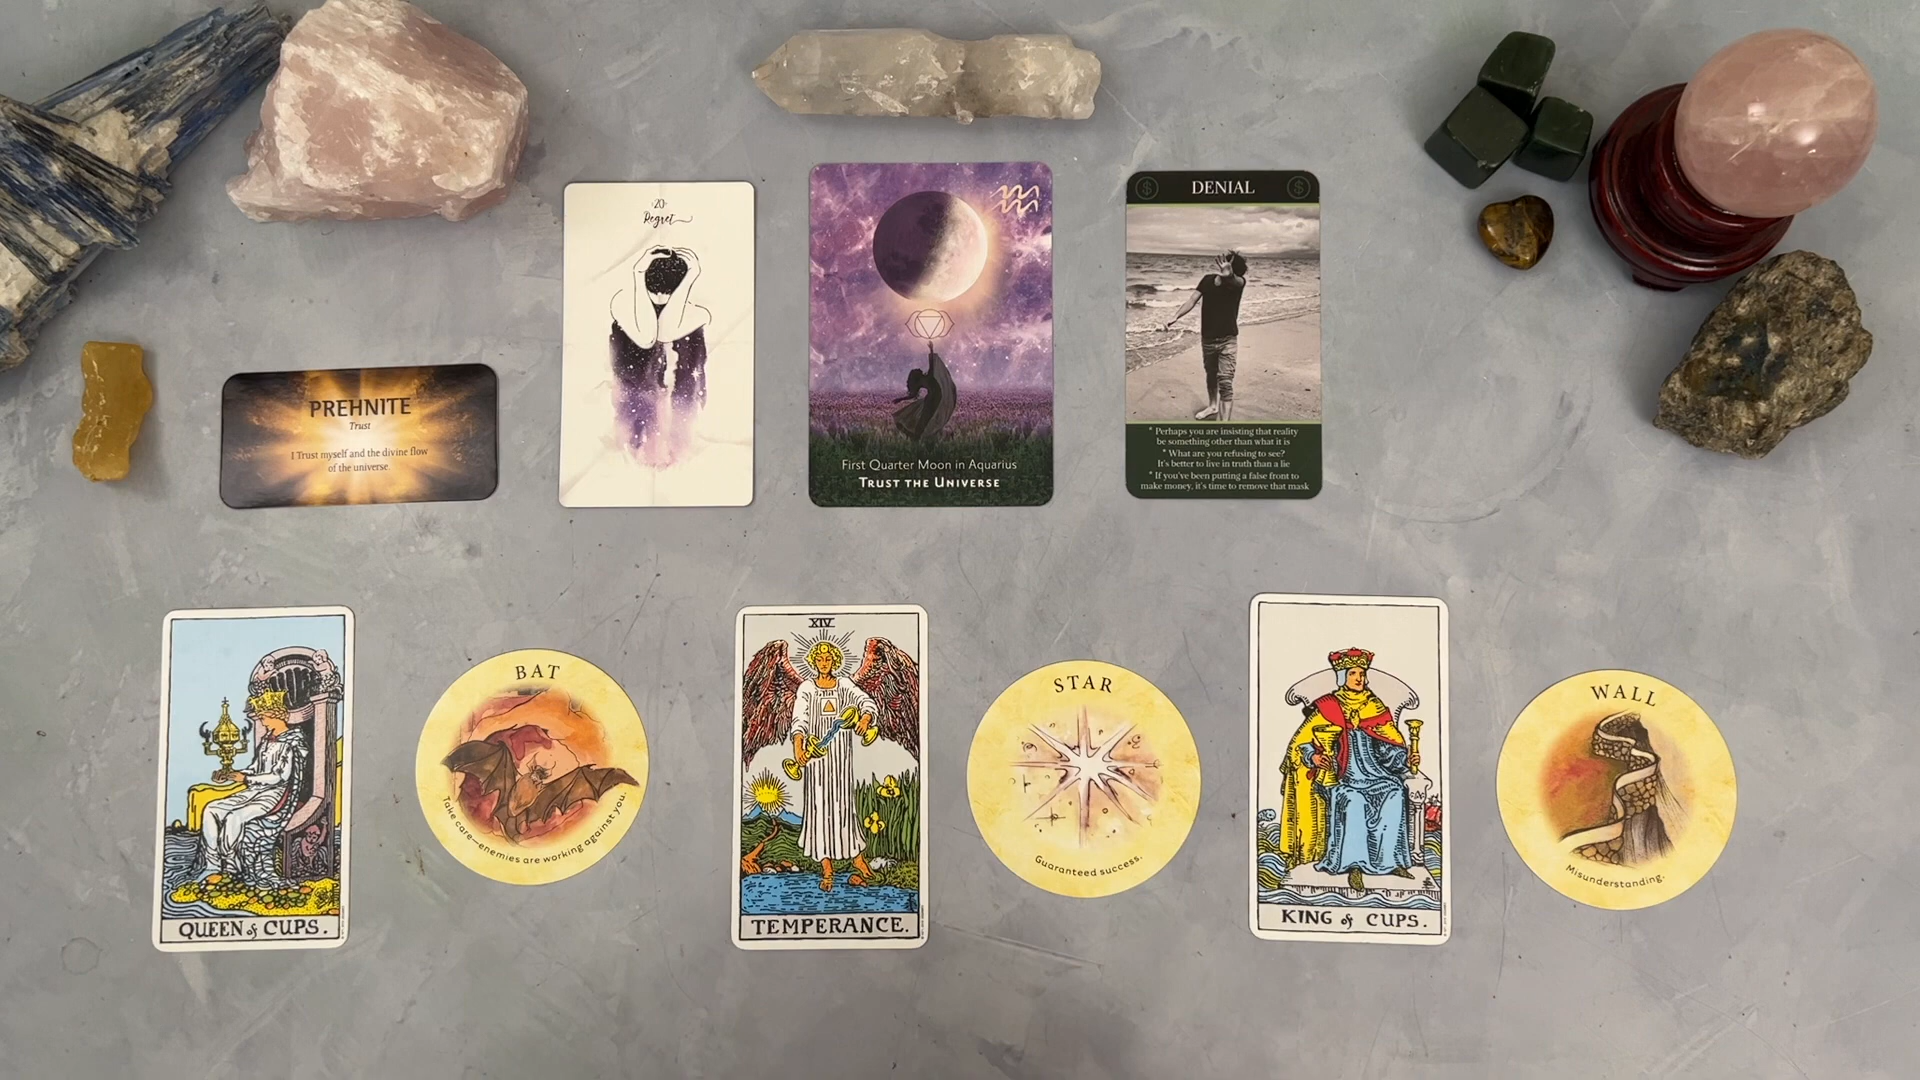 ·20·
Regret
First Quarter Moon in Aquarius
TRUST THE UNIVERSE
$ DENIAL $
* Perhaps you are insisting that reality
be something other than what it is
* What are you refusing to see?
It's better to live in truth than a lie
* If you've been putting a false front to
make money, it's time to remove that mask
PREHNITE
Trust
I Trust myself and the divine flow
of the universe.
QUEEN of CUPS.
BAT
Take care—enemies are working against you.
XIV
TEMPERANCE.
STAR
Guaranteed success.
KING of CUPS.
WALL
Misunderstanding.